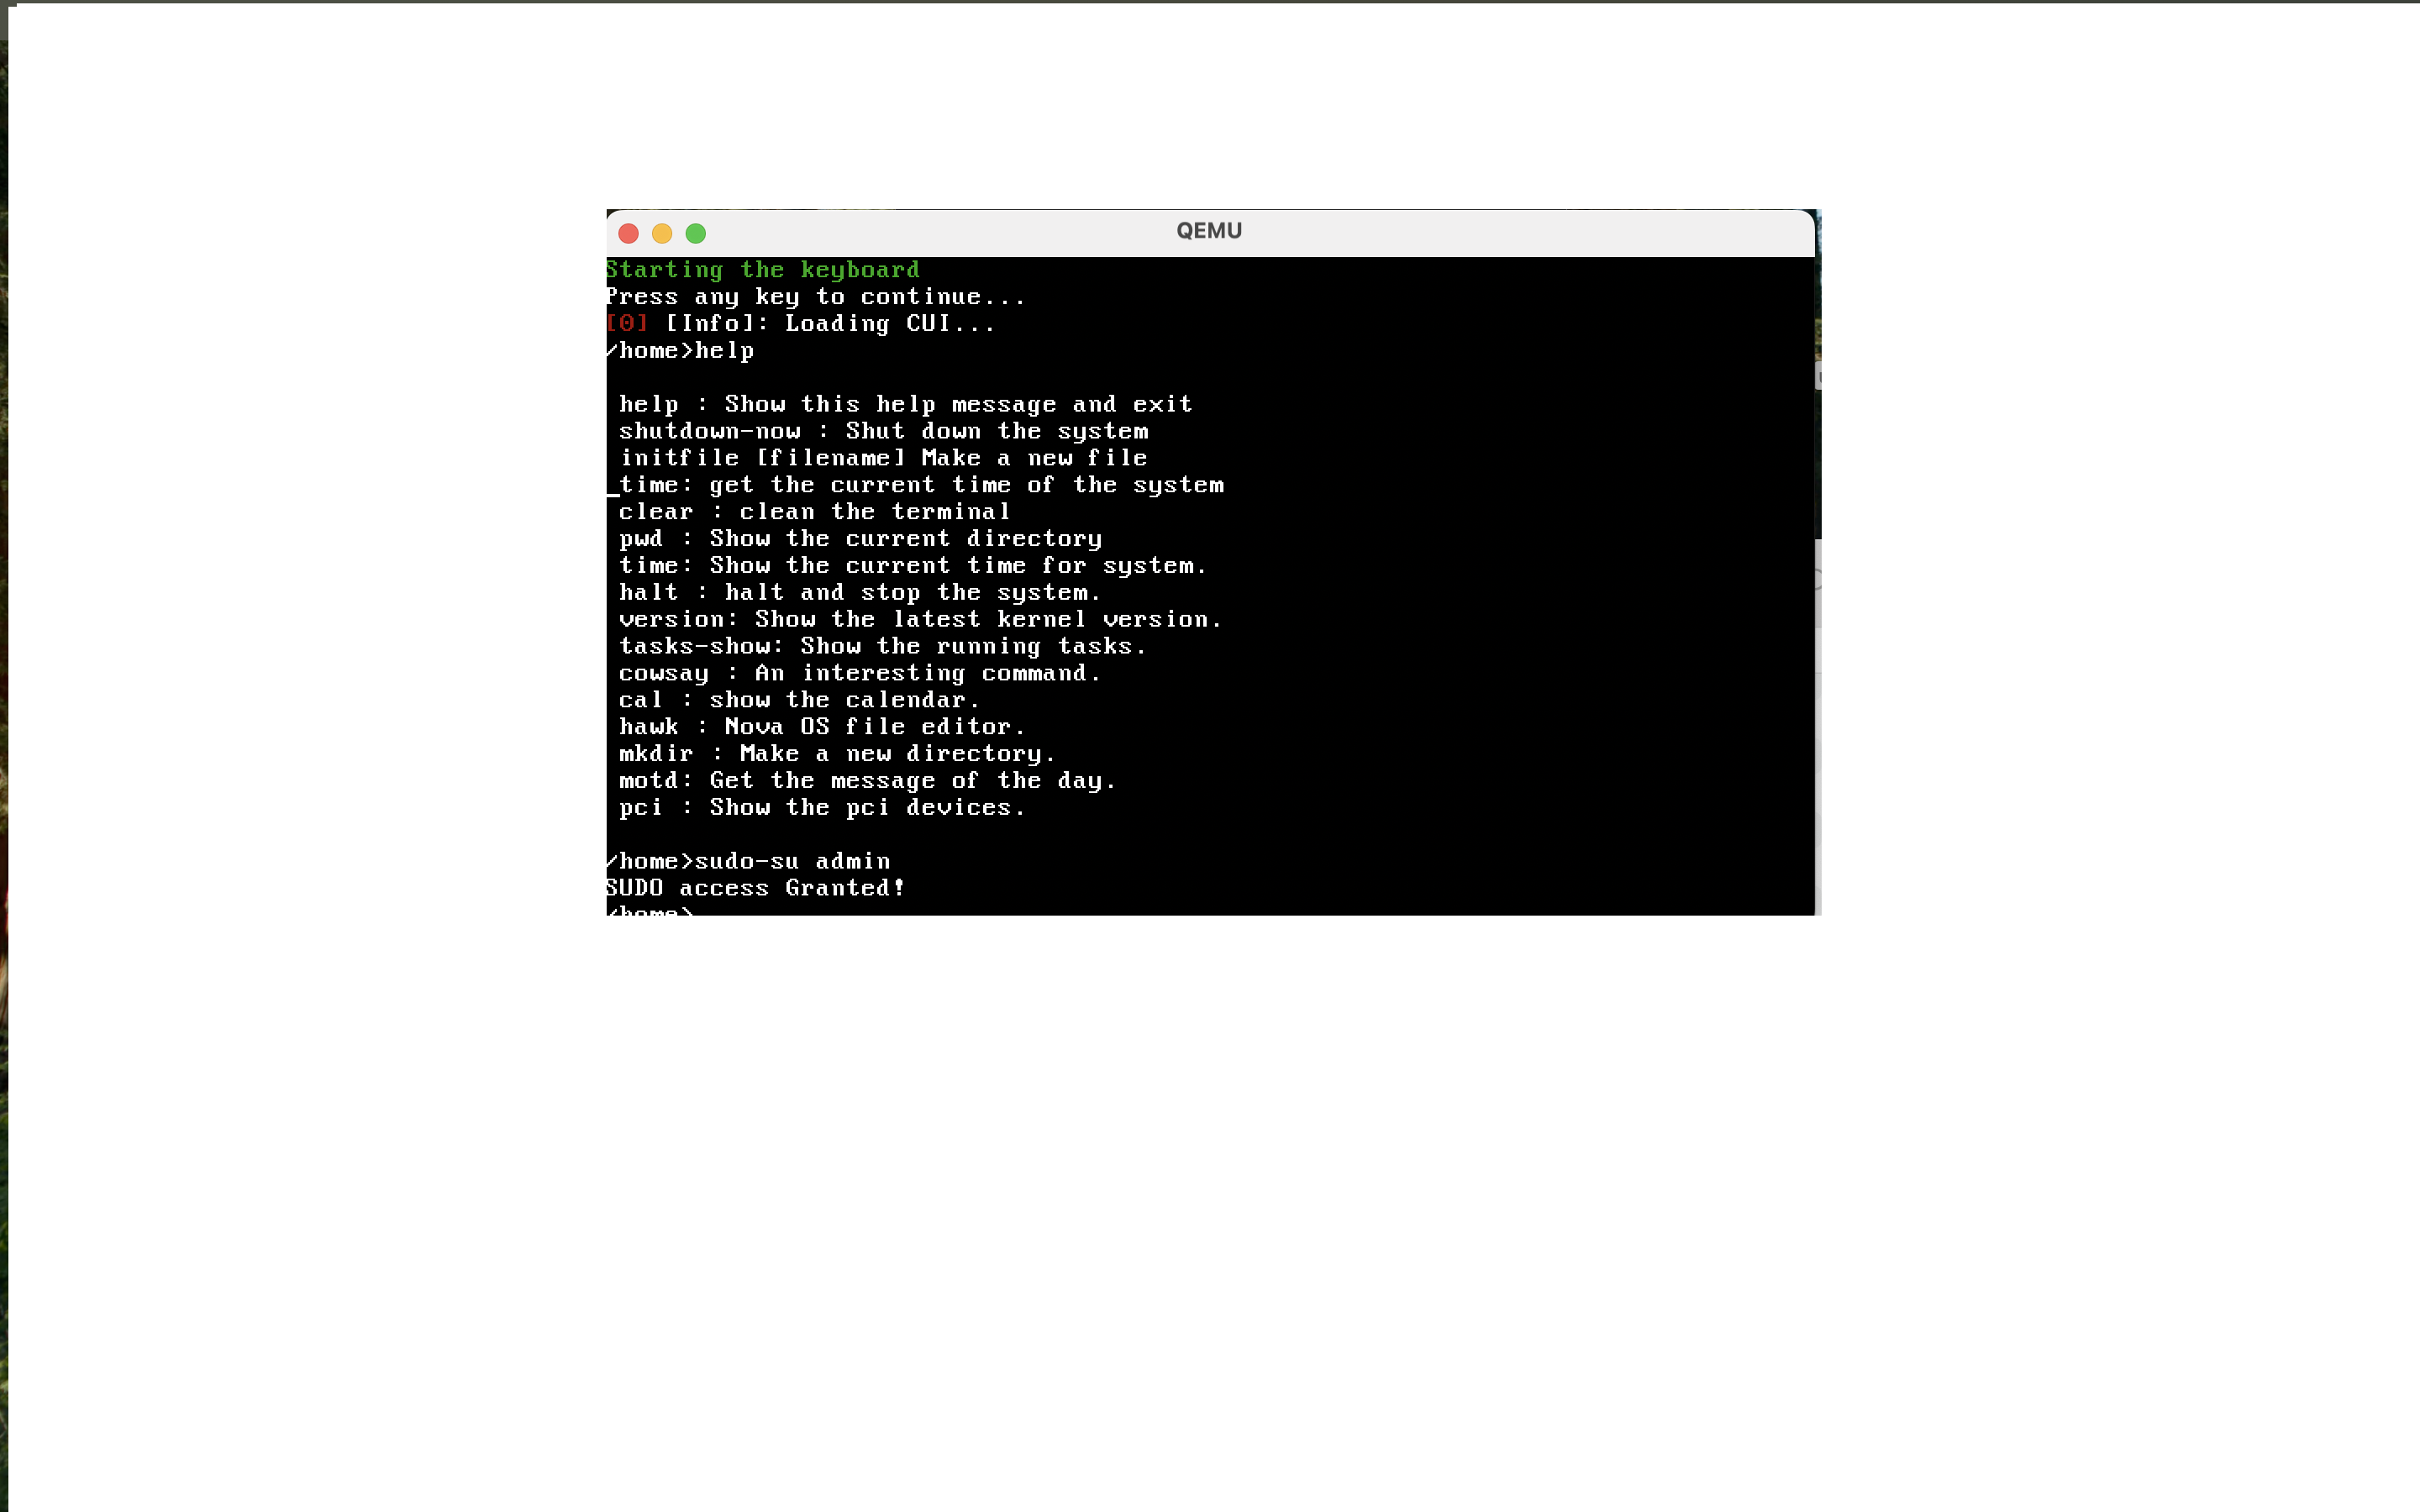 QEMU
Starting the keyboard
Press any key to continue...
[0] [Info]: Loading CUI...
/home>help
help : Show this help message and exit
shutdown-now : Shut down the system
initfile [filename] Make a new file
_time: get the current time of the system
clear : clean the terminal
pwd : Show the current directory
time: Show the current time for system.
halt : halt and stop the system.
version: Show the latest kernel version.
tasks-show: Show the running tasks.
cowsay : An interesting command.
cal : show the calendar.
hawk : Nova OS file editor.
mkdir : Make a new directory.
motd: Get the message of the day.
pci : Show the pci devices.
/home>sudo-su admin
SUDO access Granted!
/home>